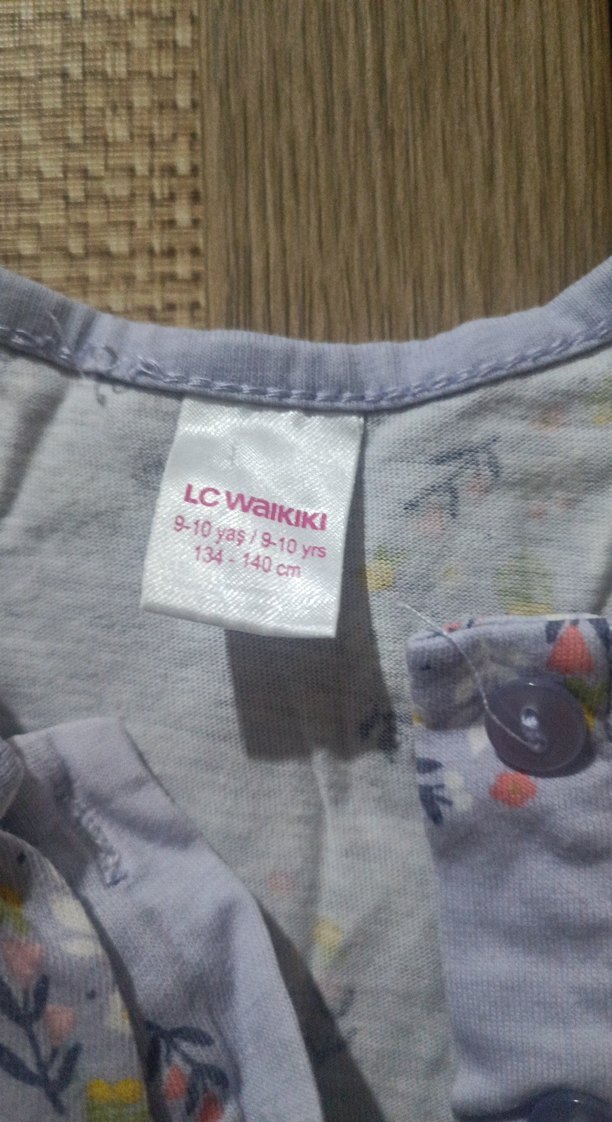 LC WAIKIKI
9-10 yaş / 9-10 yrs
134 - 140 cm